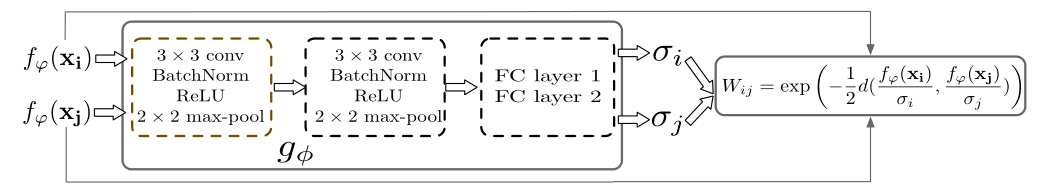 f_φ(x_i)
f_φ(x_j)
3 × 3 conv
BatchNorm
ReLU
2 × 2 max-pool
3 × 3 conv
BatchNorm
ReLU
2 × 2 max-pool
FC layer 1
FC layer 2
g_ϕ
σ_i
σ_j
W_{ij} = exp ( −1/2 d( f_φ(x_i)/σ_i , f_φ(x_j)/σ_j ) )